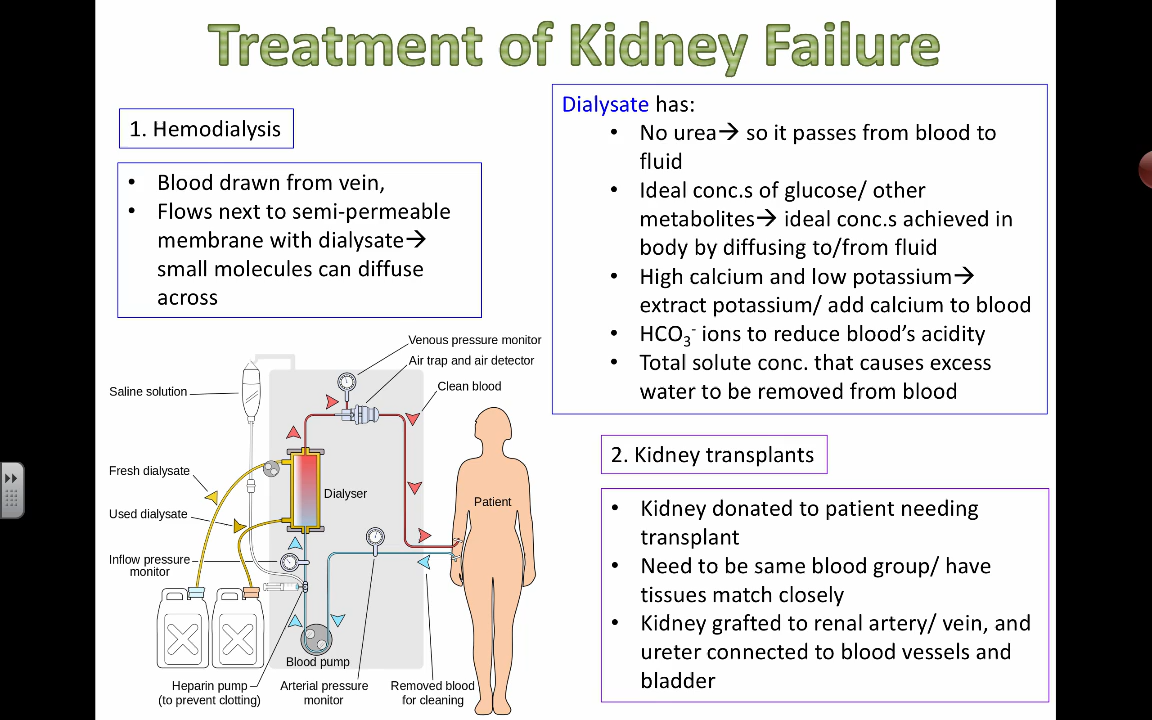 Treatment of Kidney Failure
1. Hemodialysis
• Blood drawn from vein,
• Flows next to semi-permeable
membrane with dialysate→
small molecules can diffuse
across
Dialysate has:
• No urea→ so it passes from blood to
fluid
• Ideal conc.s of glucose/ other
metabolites→ ideal conc.s achieved in
body by diffusing to/from fluid
• High calcium and low potassium→
extract potassium/ add calcium to blood
• HCO₃⁻ ions to reduce blood’s acidity
• Total solute conc. that causes excess
water to be removed from blood
Venous pressure monitor
Air trap and air detector
Clean blood
Saline solution
Fresh dialysate
Dialyser
Patient
Used dialysate
Inflow pressure
monitor
Blood pump
Heparin pump
(to prevent clotting)
Arterial pressure
monitor
Removed blood
for cleaning
2. Kidney transplants
• Kidney donated to patient needing
transplant
• Need to be same blood group/ have
tissues match closely
• Kidney grafted to renal artery/ vein, and
ureter connected to blood vessels and
bladder